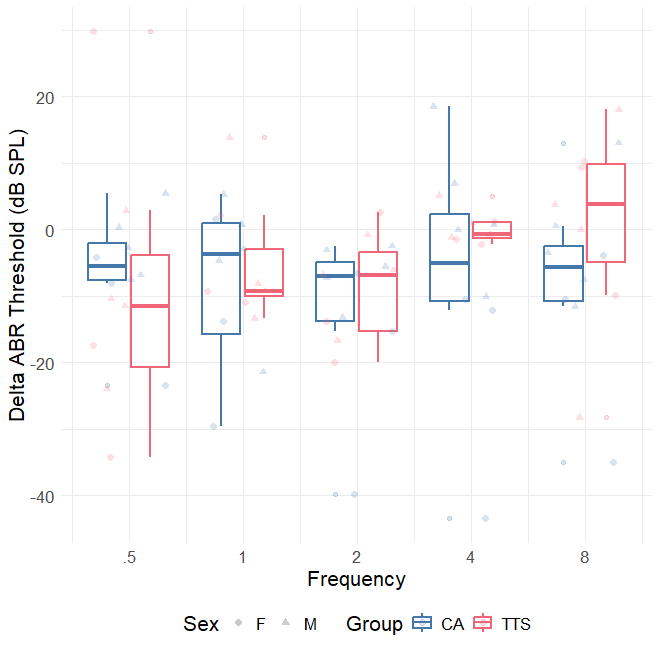 Delta ABR Threshold (dB SPL)
20
0
-20
-40
.5 1 2 4 8
Frequency
Sex F M Group CA TTS